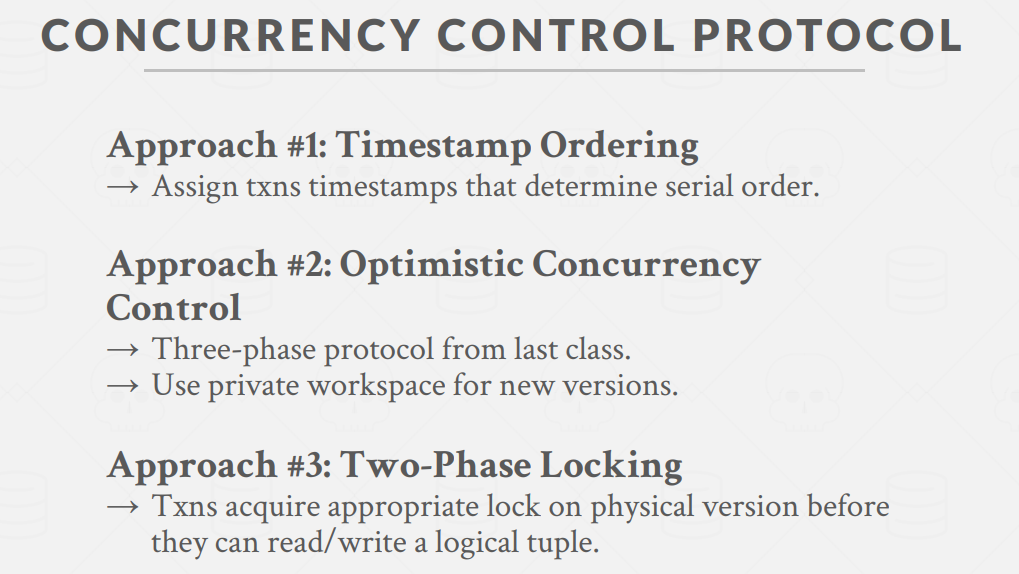 CONCURRENCY CONTROL PROTOCOL
Approach #1: Timestamp Ordering
→ Assign txns timestamps that determine serial order.
Approach #2: Optimistic Concurrency
Control
→ Three-phase protocol from last class.
→ Use private workspace for new versions.
Approach #3: Two-Phase Locking
→ Txns acquire appropriate lock on physical version before
they can read/write a logical tuple.